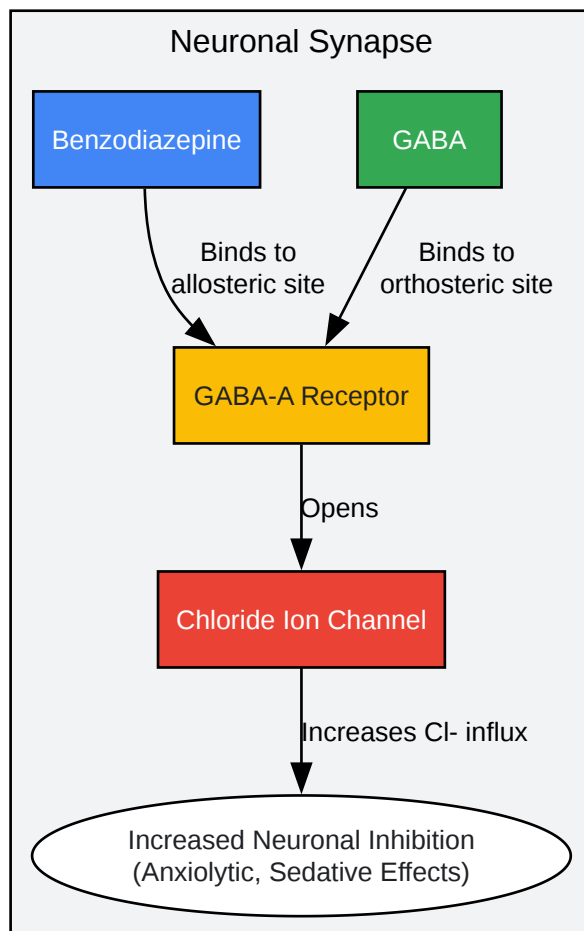 Neuronal Synapse
Benzodiazepine
GABA
Binds to
allosteric site
Binds to
orthosteric site
GABA-A Receptor
Opens
Chloride Ion Channel
Increases Cl- influx
Increased Neuronal Inhibition
(Anxiolytic, Sedative Effects)